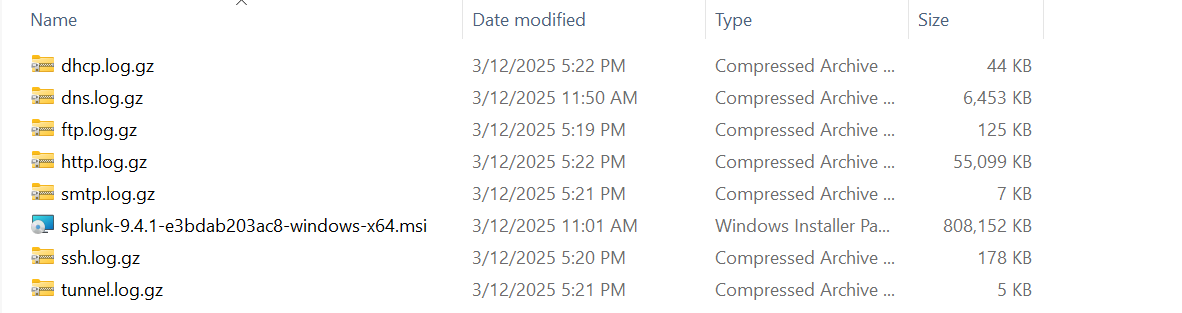 Name Date modified Type Size
dhcp.log.gz 3/12/2025 5:22 PM Compressed Archive ... 44 KB
dns.log.gz 3/12/2025 11:50 AM Compressed Archive ... 6,453 KB
ftp.log.gz 3/12/2025 5:19 PM Compressed Archive ... 125 KB
http.log.gz 3/12/2025 5:22 PM Compressed Archive ... 55,099 KB
smtp.log.gz 3/12/2025 5:21 PM Compressed Archive ... 7 KB
splunk-9.4.1-e3bdab203ac8-windows-x64.msi 3/12/2025 11:01 AM Windows Installer Pa... 808,152 KB
ssh.log.gz 3/12/2025 5:20 PM Compressed Archive ... 178 KB
tunnel.log.gz 3/12/2025 5:21 PM Compressed Archive ... 5 KB